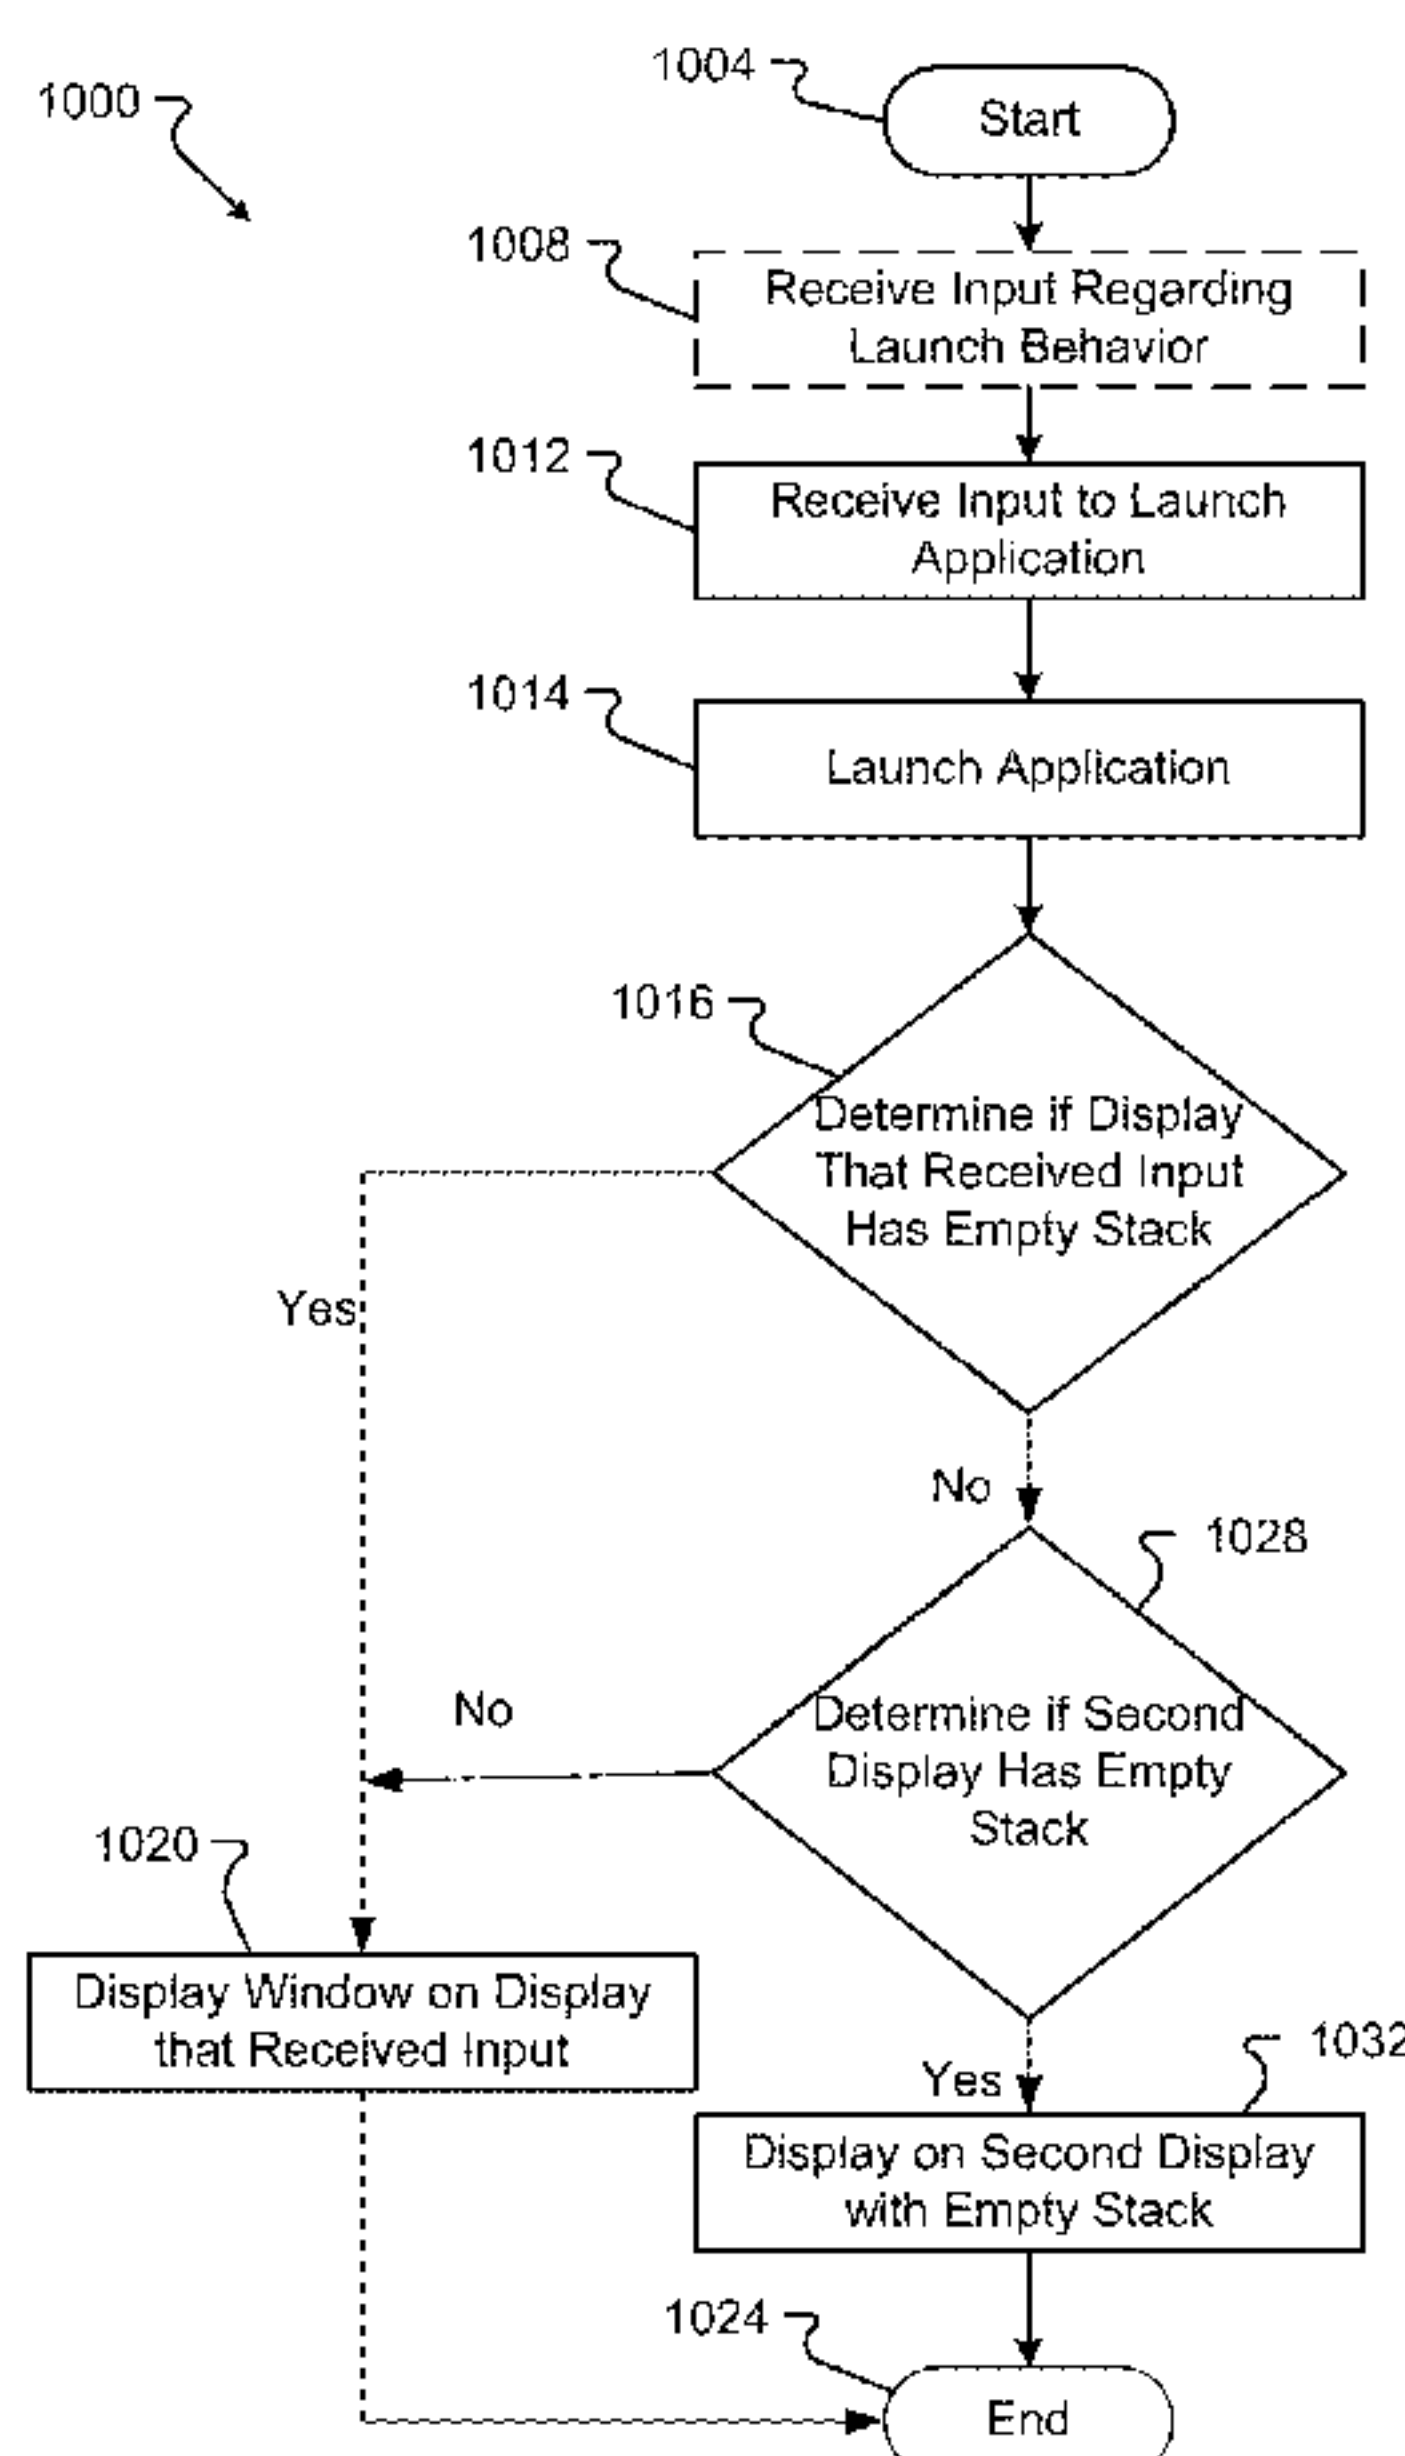 1000
1004
Start
1008
Receive Input Regarding
Launch Behavior
1012
Receive Input to Launch
Application
1014
Launch Application
1016
Determine if Display
That Received Input
Has Empty Stack
Yes
No
1028
Determine if Second
Display Has Empty
Stack
No
1020
Display Window on Display
that Received Input
Yes
1032
Display on Second Display
with Empty Stack
1024
End